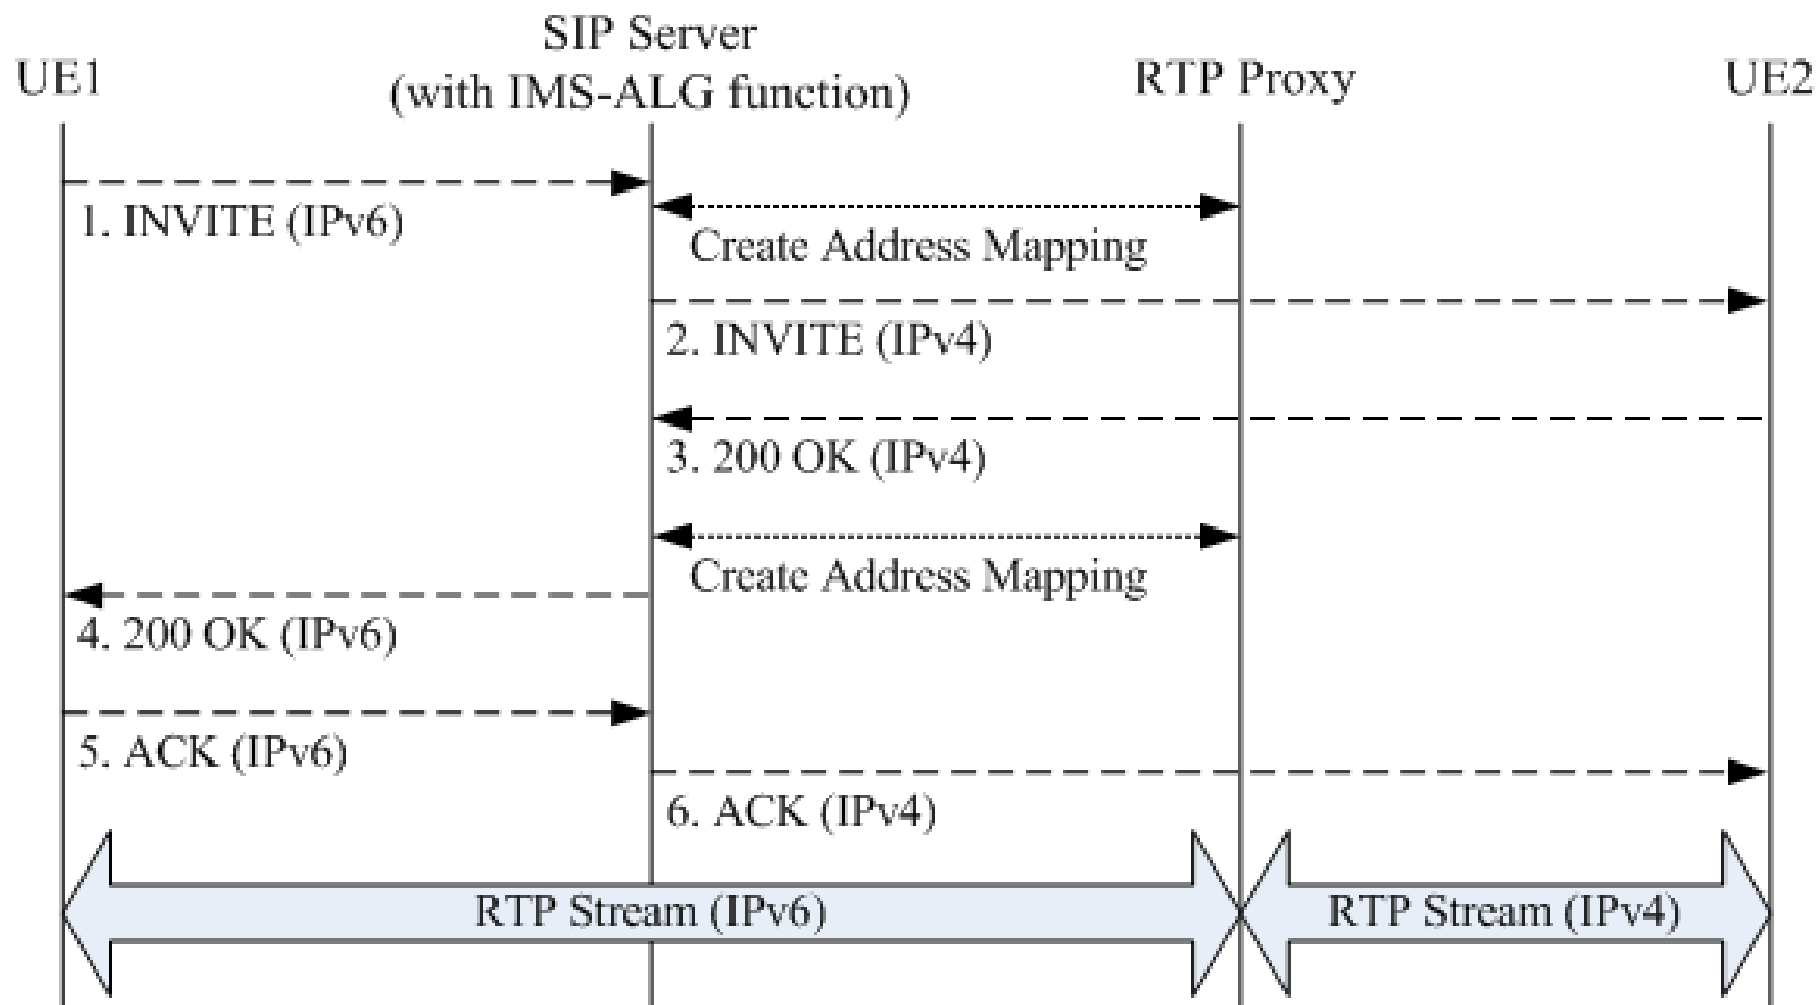 UE1
SIP Server
(with IMS-ALG function)
RTP Proxy
UE2
1. INVITE (IPv6)
Create Address Mapping
2. INVITE (IPv4)
3. 200 OK (IPv4)
Create Address Mapping
4. 200 OK (IPv6)
5. ACK (IPv6)
6. ACK (IPv4)
RTP Stream (IPv6)
RTP Stream (IPv4)